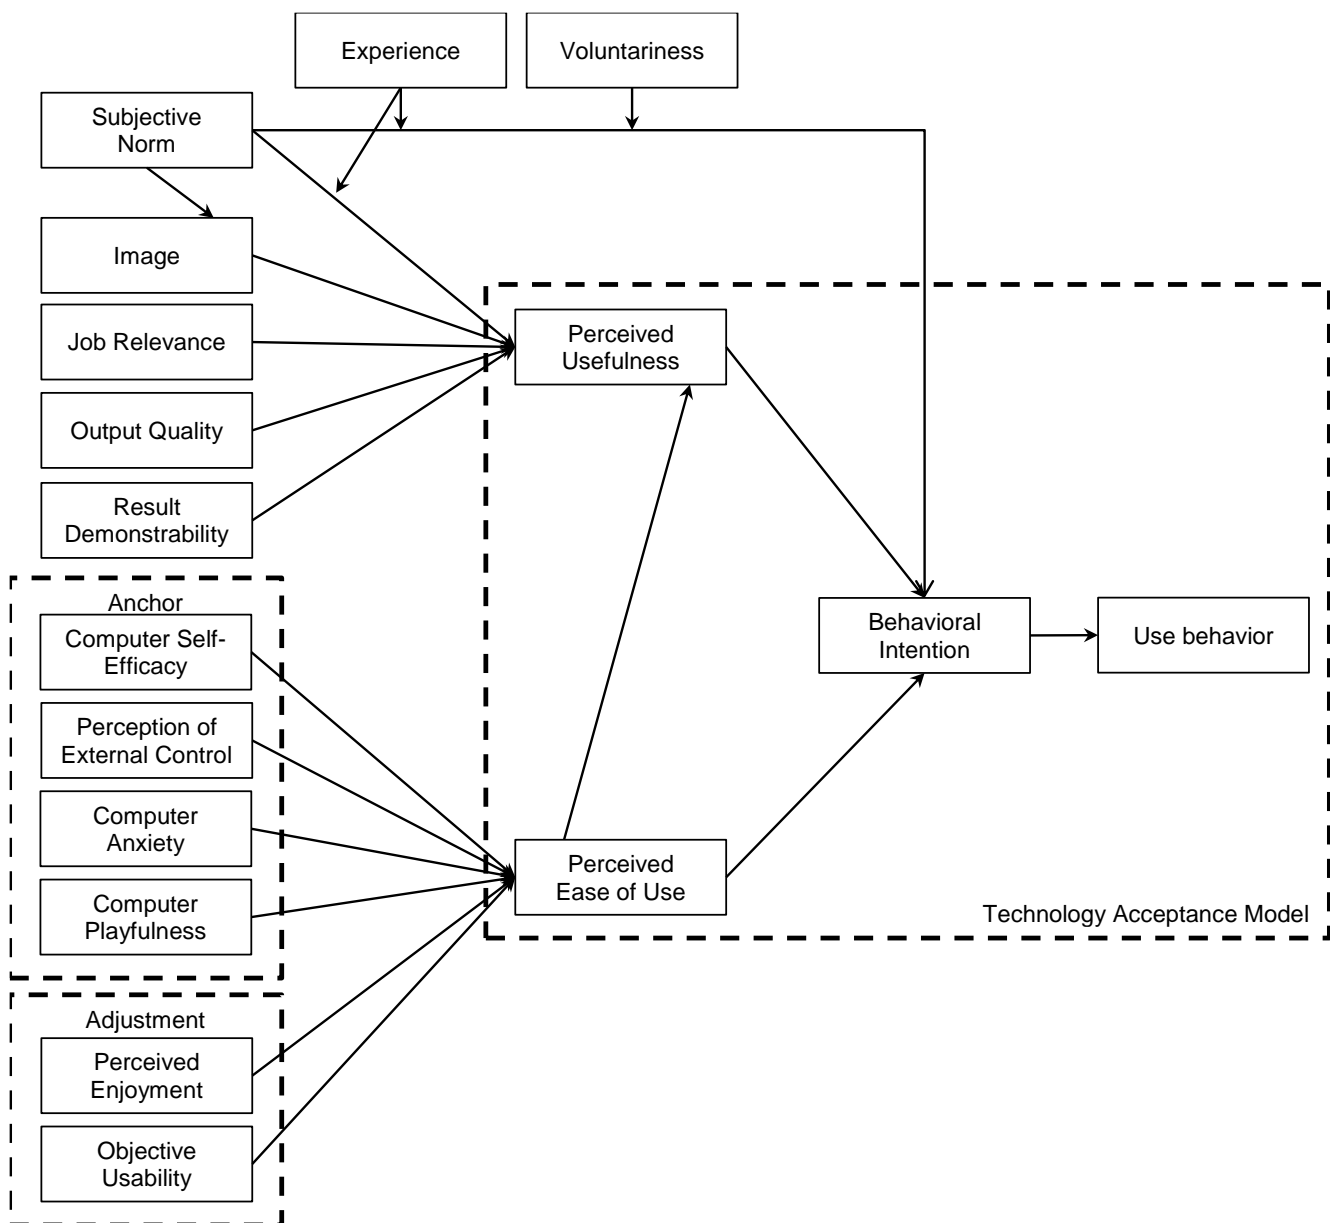 Experience
Voluntariness
Subjective
Norm
Image
Job Relevance
Output Quality
Result
Demonstrability
Perceived
Usefulness
Anchor
Computer Self-
Efficacy
Perception of
External Control
Computer
Anxiety
Computer
Playfulness
Behavioral
Intention
Use behavior
Perceived
Ease of Use
Technology Acceptance Model
Adjustment
Perceived
Enjoyment
Objective
Usability